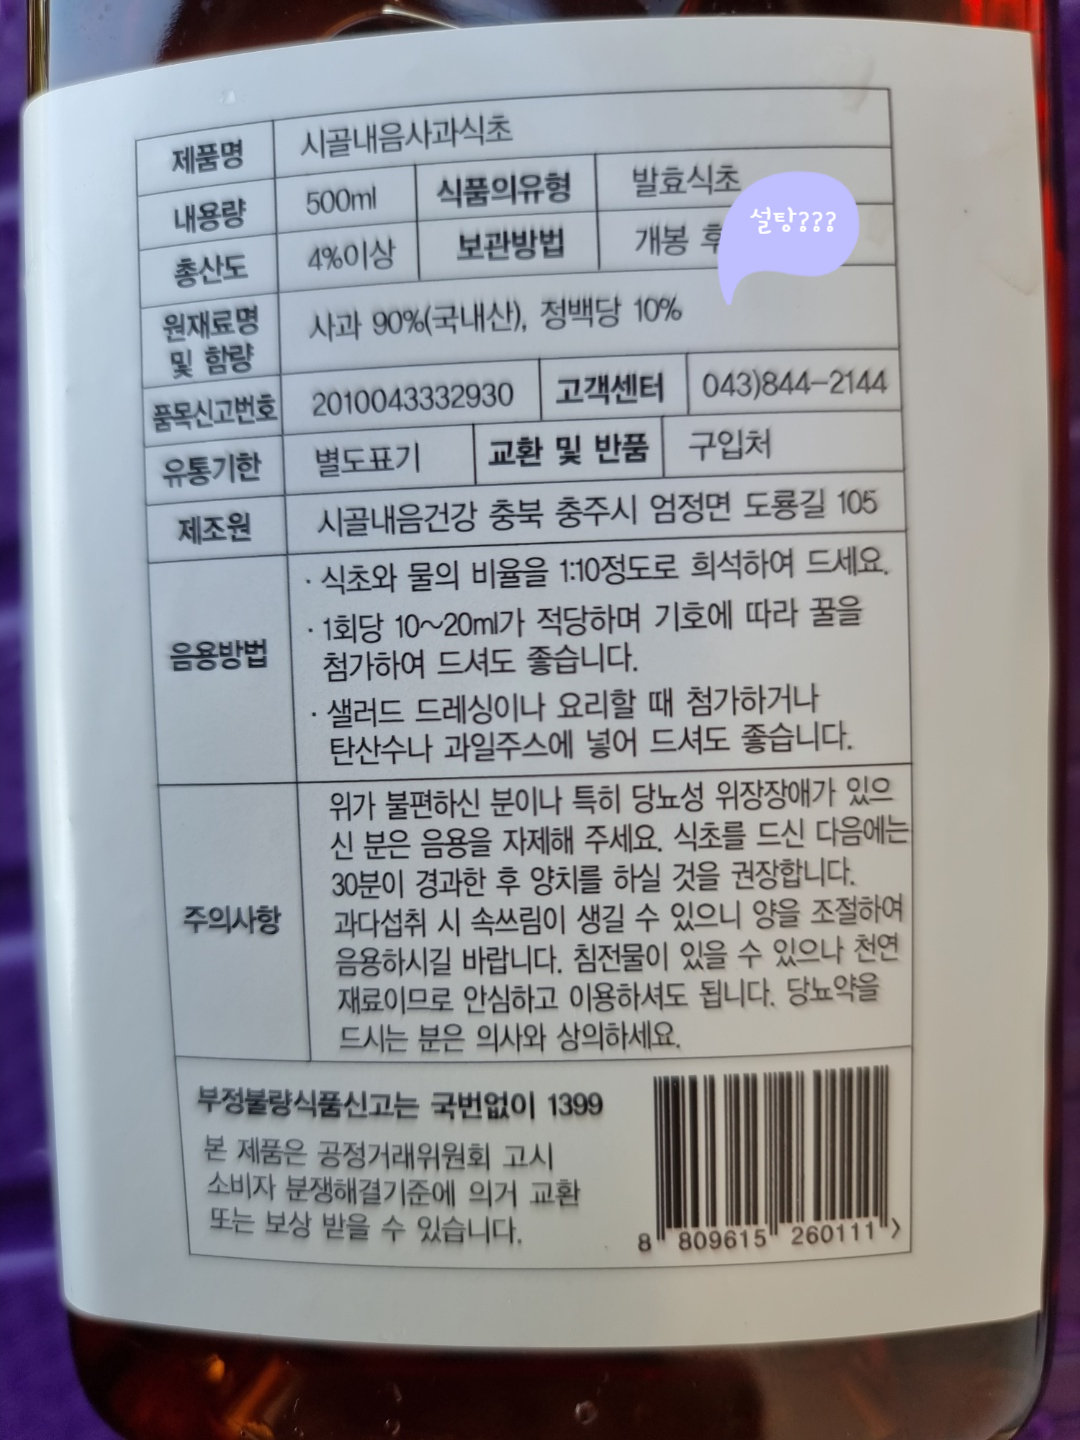 제품명 시골내음사과식초
내용량 500ml 식품의유형 발효식초
총산도 4%이상 보관방법 개봉 후
설탕???
원재료명 및 함량 사과 90%(국내산), 정백당 10%
품목신고번호 2010043332930 고객센터 043)844-2144
유통기한 별도표기 교환 및 반품 구입처
제조원 시골내음건강 충북 충주시 엄정면 도룡길 105
음용방법
· 식초와 물의 비율을 1:10정도로 희석하여 드세요.
· 1회당 10~20ml가 적당하며 기호에 따라 꿀을
첨가하여 드셔도 좋습니다.
· 샐러드 드레싱이나 요리할 때 첨가하거나
탄산수나 과일주스에 넣어 드셔도 좋습니다.
주의사항
위가 불편하신 분이나 특히 당뇨성 위장장애가 있으
신 분은 음용을 자제해 주세요. 식초를 드신 다음에는
30분이 경과한 후 양치를 하실 것을 권장합니다.
과다섭취 시 속쓰림이 생길 수 있으니 양을 조절하여
음용하시길 바랍니다. 침전물이 있을 수 있으나 천연
재료이므로 안심하고 이용하셔도 됩니다. 당뇨약을
드시는 분은 의사와 상의하세요.
부정불량식품신고는 국번없이 1399
본 제품은 공정거래위원회 고시
소비자 분쟁해결기준에 의거 교환
또는 보상 받을 수 있습니다.
8 809615 260111 >